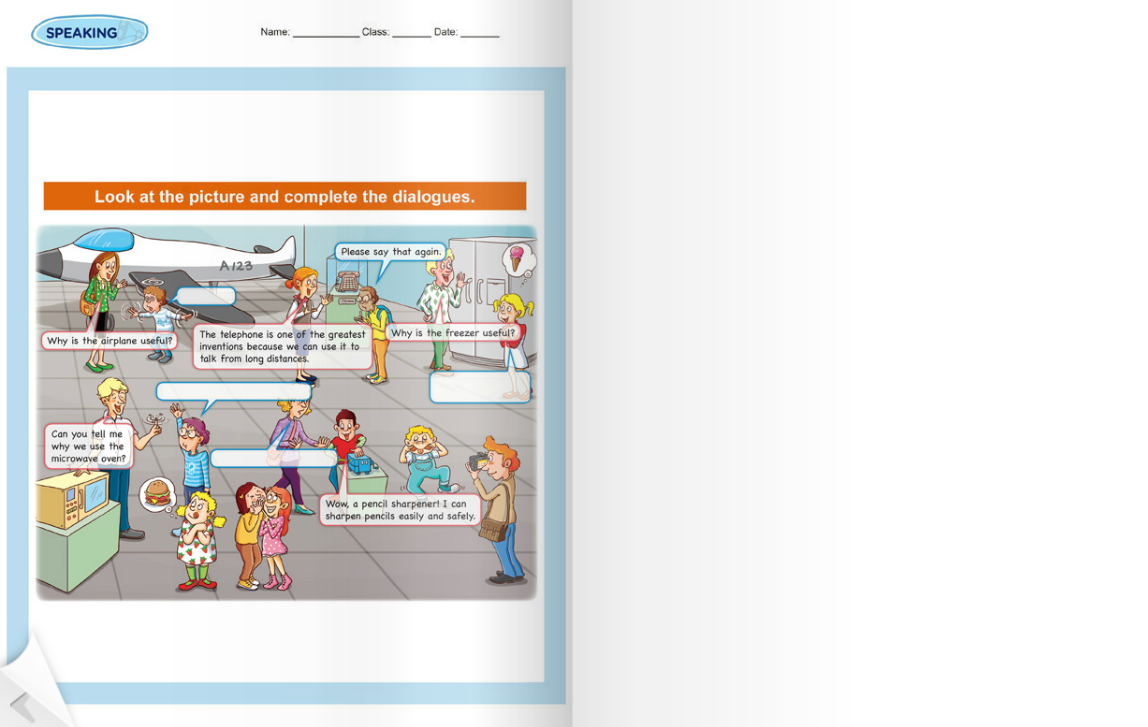 SPEAKING
Name: ____________ Class: _______ Date: _______
Look at the picture and complete the dialogues.
A123
Please say that again.
Why is the airplane useful?
The telephone is one of the greatest
inventions because we can use it to
talk from long distances.
Why is the freezer useful?
Can you tell me
why we use the
microwave oven?
Wow, a pencil sharpener! I can
sharpen pencils easily and safely.